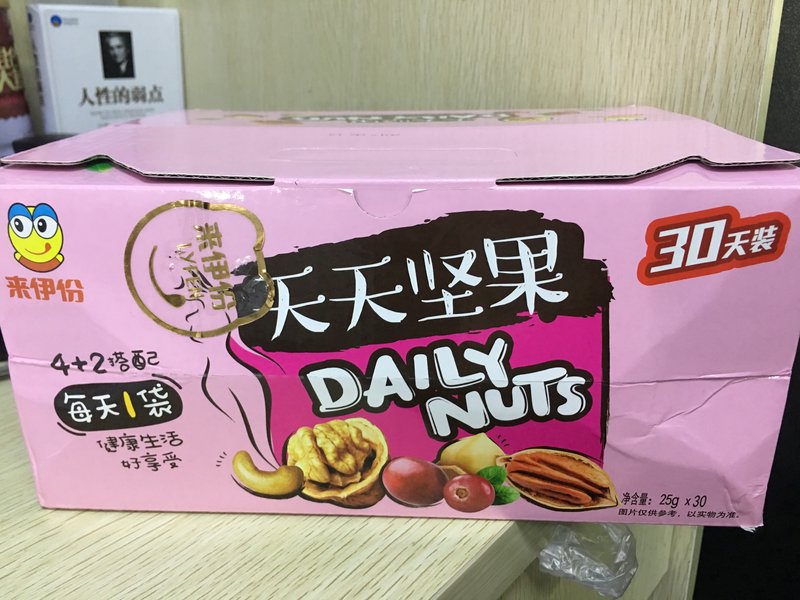 人性的弱点
来伊份
来伊份
LYFEN
天天坚果
DAILY
NUTS
30天装
4+2搭配
每天1袋
健康生活
好享受
净含量: 25g x 30
图片仅供参考，以实物为准。